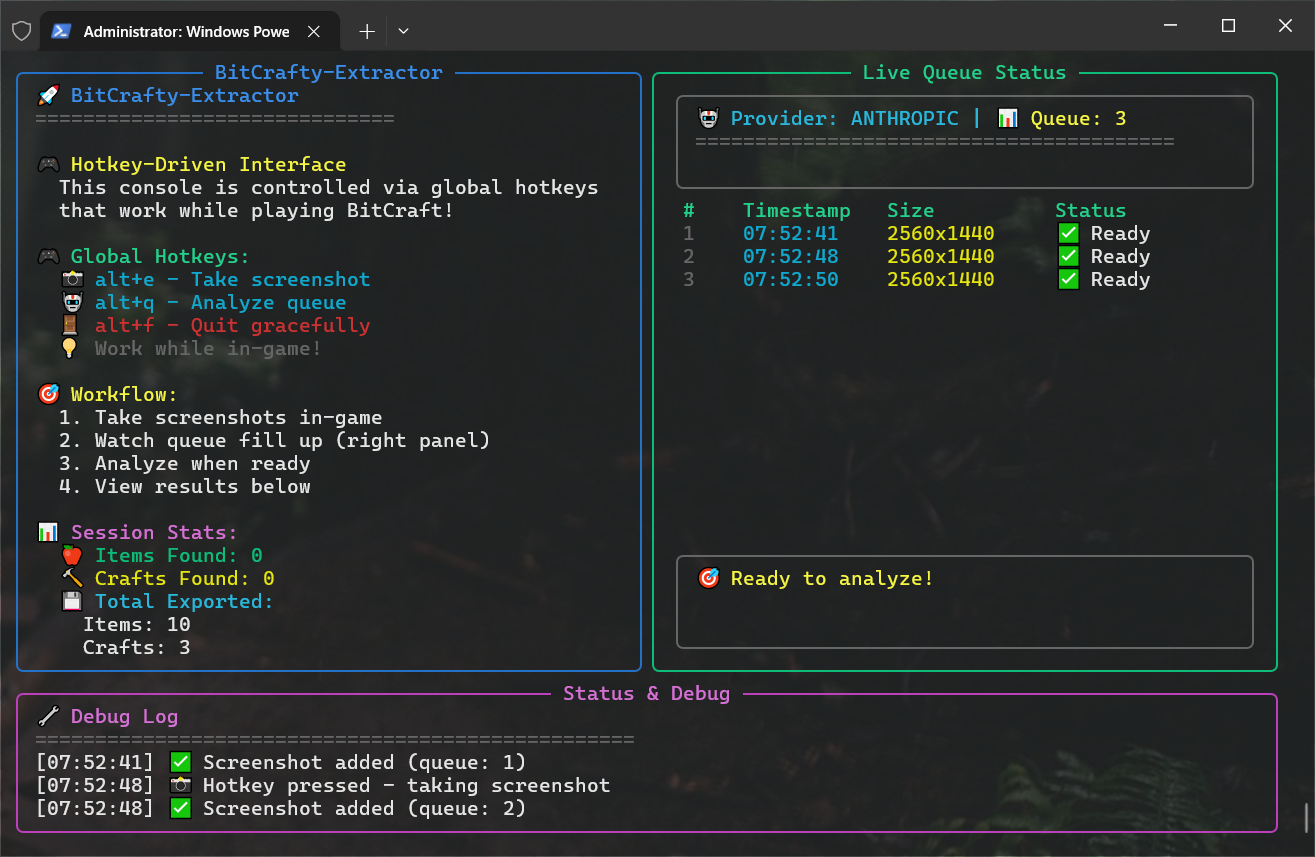 Administrator: Windows Powe
BitCrafty-Extractor
🚀 BitCrafty-Extractor
==============================
🎮 Hotkey-Driven Interface
This console is controlled via global hotkeys
that work while playing BitCraft!
🎮 Global Hotkeys:
📷 alt+e - Take screenshot
🤖 alt+q - Analyze queue
🚪 alt+f - Quit gracefully
💡 Work while in-game!
🎯 Workflow:
1. Take screenshots in-game
2. Watch queue fill up (right panel)
3. Analyze when ready
4. View results below
📊 Session Stats:
🍎 Items Found: 0
🔨 Crafts Found: 0
💾 Total Exported:
Items: 10
Crafts: 3
Live Queue Status
🤖 Provider: ANTHROPIC | 📊 Queue: 3
========================================
# Timestamp Size Status
1 07:52:41 2560x1440 ✅ Ready
2 07:52:48 2560x1440 ✅ Ready
3 07:52:50 2560x1440 ✅ Ready
🎯 Ready to analyze!
Status & Debug
🔧 Debug Log
==================================================
[07:52:41] ✅ Screenshot added (queue: 1)
[07:52:48] 📷 Hotkey pressed - taking screenshot
[07:52:48] ✅ Screenshot added (queue: 2)